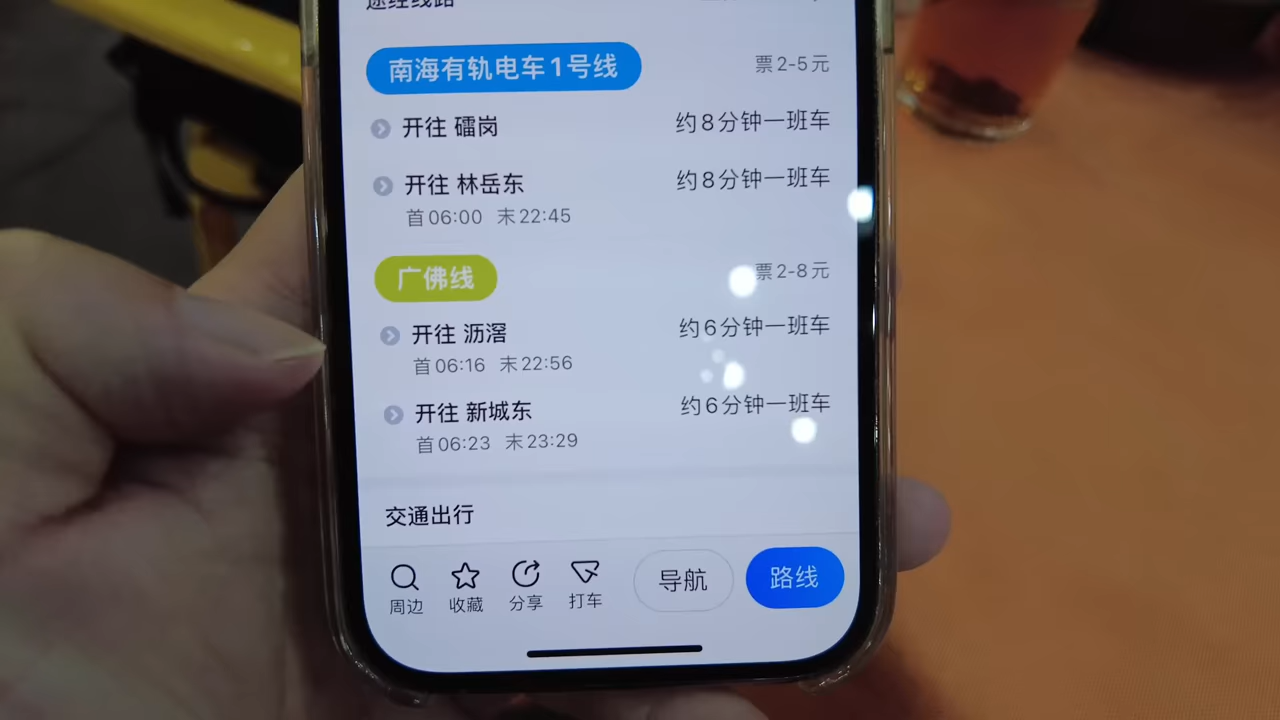 途经线路
南海有轨电车1号线 票2-5元
开往 礌岗 约8分钟一班车
开往 林岳东 约8分钟一班车
首06:00 末22:45
广佛线 票2-8元
开往 沥滘 约6分钟一班车
首06:16 末22:56
开往 新城东 约6分钟一班车
首06:23 末23:29
交通出行
周边 收藏 分享 打车 导航 路线